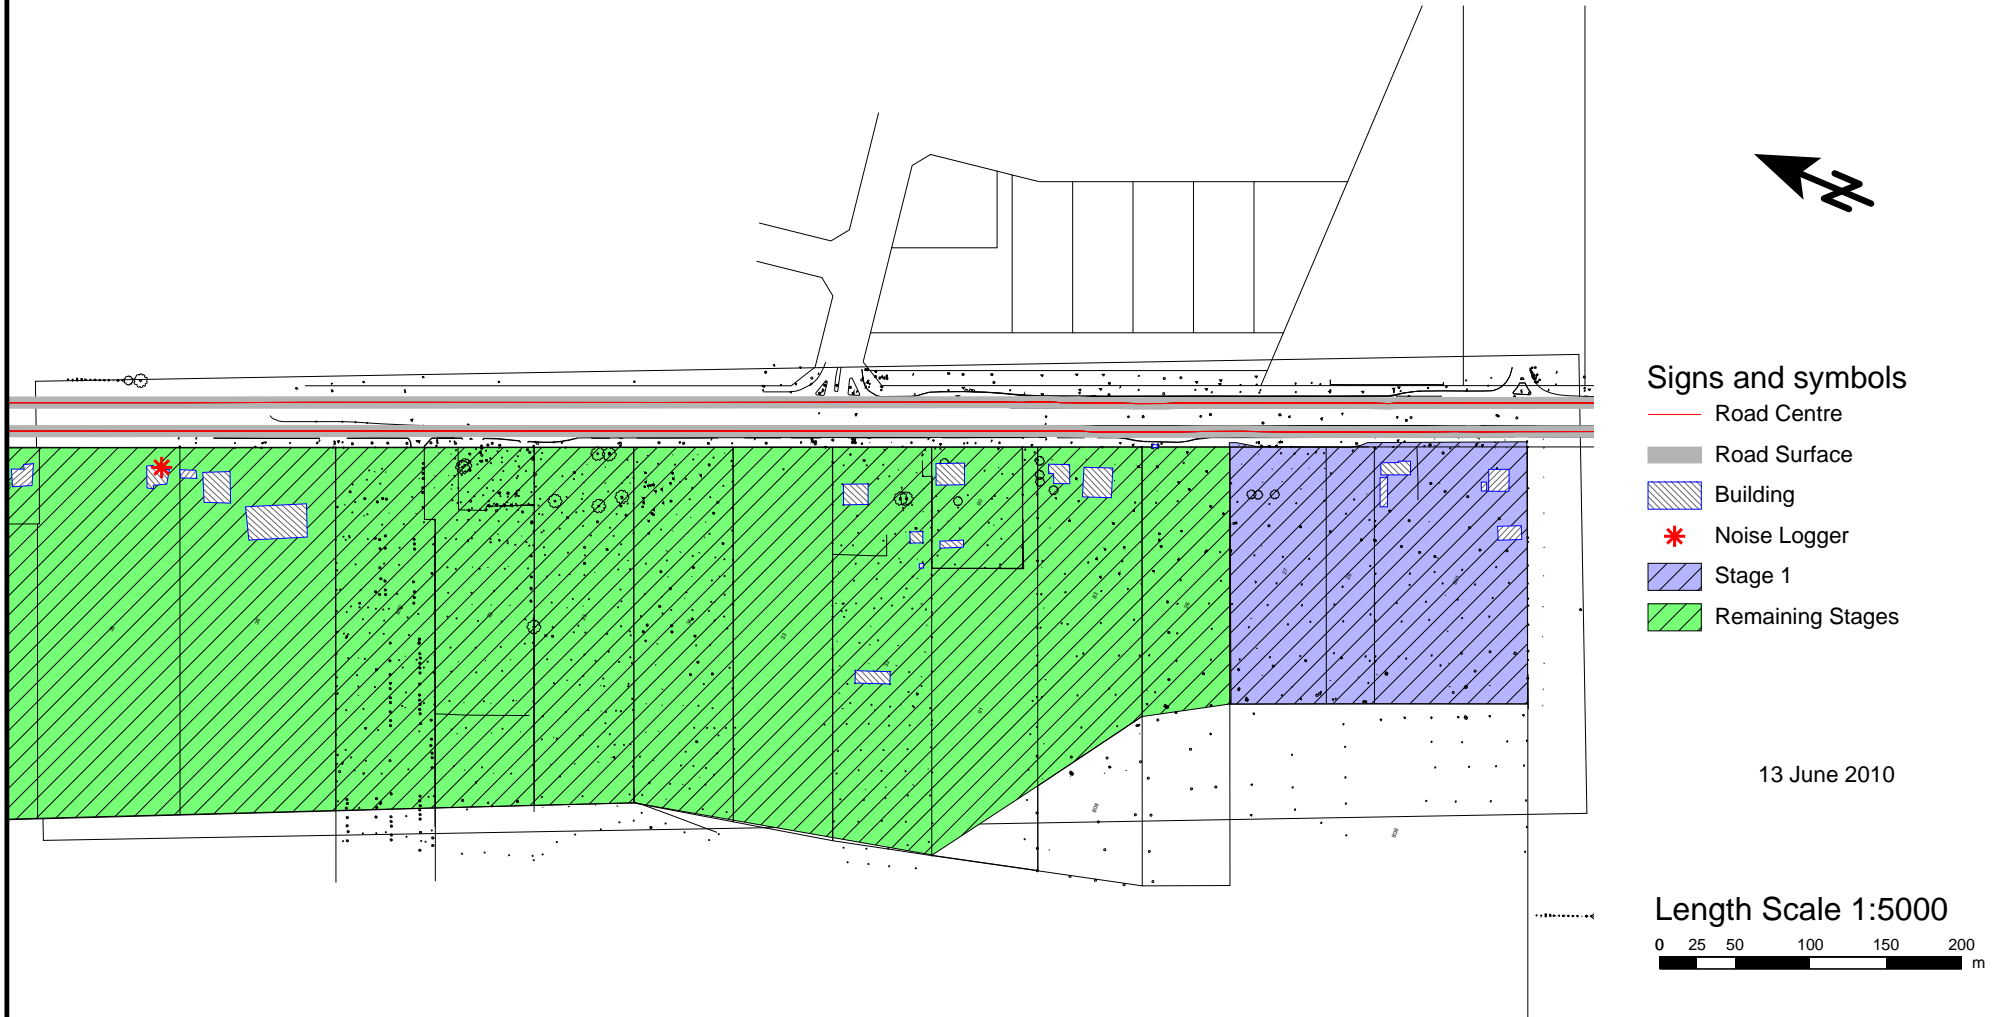 Signs and symbols
Road Centre
Road Surface
Building
Noise Logger
Stage 1
Remaining Stages
13 June 2010
Length Scale 1:5000
0 25 50 100 150 200
m